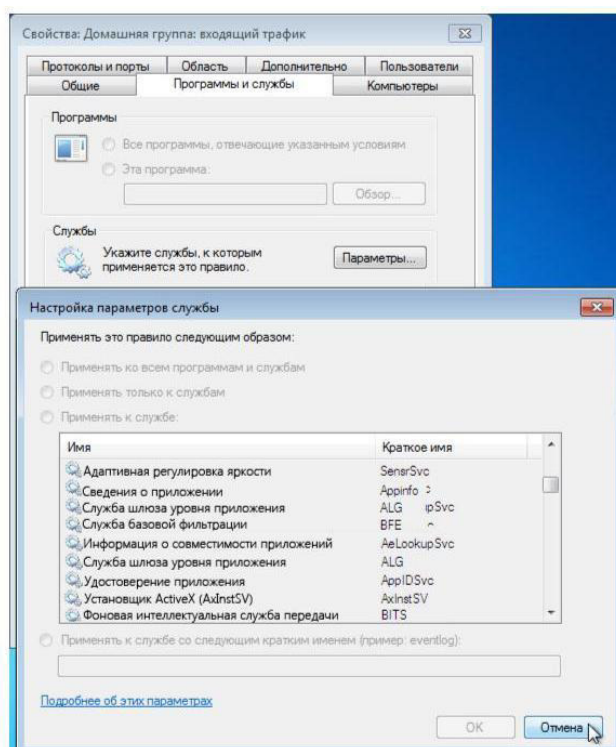 Свойства: Домашняя группа: входящий трафик
Протоколы и порты Область Дополнительно Пользователи
Общие Программы и службы Компьютеры
Программы
Все программы, отвечающие указанным условиям
Эта программа:
Обзор...
Службы
Укажите службы, к которым
применяется это правило.
Параметры...
Настройка параметров службы
Применять это правило следующим образом:
Применять ко всем программам и службам
Применять только к службам
Применять к службе:
Имя Краткое имя
Адаптивная регулировка яркости SensrSvc
Сведения о приложении Appinfo
Служба шлюза уровня приложения ALG pSvc
Служба базовой фильтрации BFE
Информация о совместимости приложений AeLookupSvc
Служба шлюза уровня приложения ALG
Удостоверение приложения AppIDSvc
Установщик ActiveX (AxInstSV) AxInstSV
Фоновая интеллектуальная служба передачи BITS
Применять к службе со следующим кратким именем (пример: eventlog):
Подробнее об этих параметрах
OK Отмена